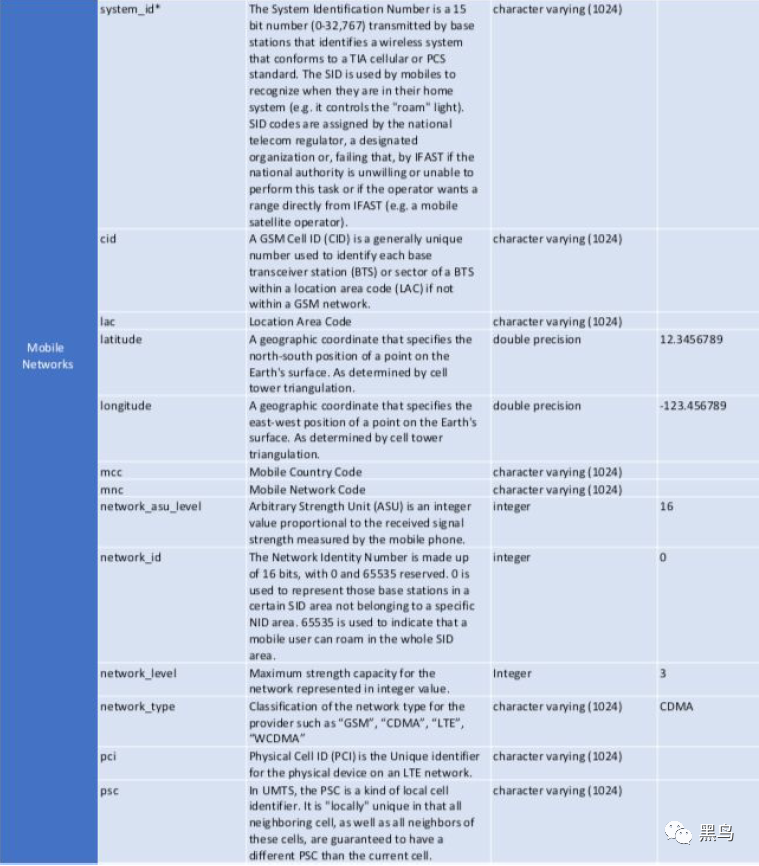 system_id*
The System Identification Number is a 15
bit number (0-32,767) transmitted by base
stations that identifies a wireless system
that conforms to a TIA cellular or PCS
standard. The SID is used by mobiles to
recognize when they are in their home
system (e.g. it controls the "roam" light).
SID codes are assigned by the national
telecom regulator, a designated
organization or, failing that, by IFAST if the
national authority is unwilling or unable to
perform this task or if the operator wants a
range directly from IFAST (e.g. a mobile
satellite operator).
character varying (1024)
cid
A GSM Cell ID (CID) is a generally unique
number used to identify each base
transceiver station (BTS) or sector of a BTS
within a location area code (LAC) if not
within a GSM network.
character varying (1024)
lac
Location Area Code
character varying (1024)
Mobile
Networks
latitude
A geographic coordinate that specifies the
north-south position of a point on the
Earth's surface. As determined by cell
tower triangulation.
double precision
12.3456789
longitude
A geographic coordinate that specifies the
east-west position of a point on the Earth's
surface. As determined by cell tower
triangulation.
double precision
-123.456789
mcc
Mobile Country Code
character varying (1024)
mnc
Mobile Network Code
character varying (1024)
network_asu_level
Arbitrary Strength Unit (ASU) is an integer
value proportional to the received signal
strength measured by the mobile phone.
integer
16
network_id
The Network Identity Number is made up
of 16 bits, with 0 and 65535 reserved. 0 is
used to represent those base stations in a
certain SID area not belonging to a specific
NID area. 65535 is used to indicate that a
mobile user can roam in the whole SID
area.
integer
0
network_level
Maximum strength capacity for the
network represented in integer value.
Integer
3
network_type
Classification of the network type for the
provider such as "GSM", "CDMA", "LTE",
"WCDMA"
character varying (1024)
CDMA
pci
Physical Cell ID (PCI) is the Unique identifier
for the physical device on an LTE network.
character varying (1024)
psc
In UMTS, the PSC is a kind of local cell
identifier. It is "locally" unique in that all
neighboring cell, as well as all neighbors of
these cells, are guaranteed to have a
different PSC than the current cell.
character varying (1024)
黑鸟